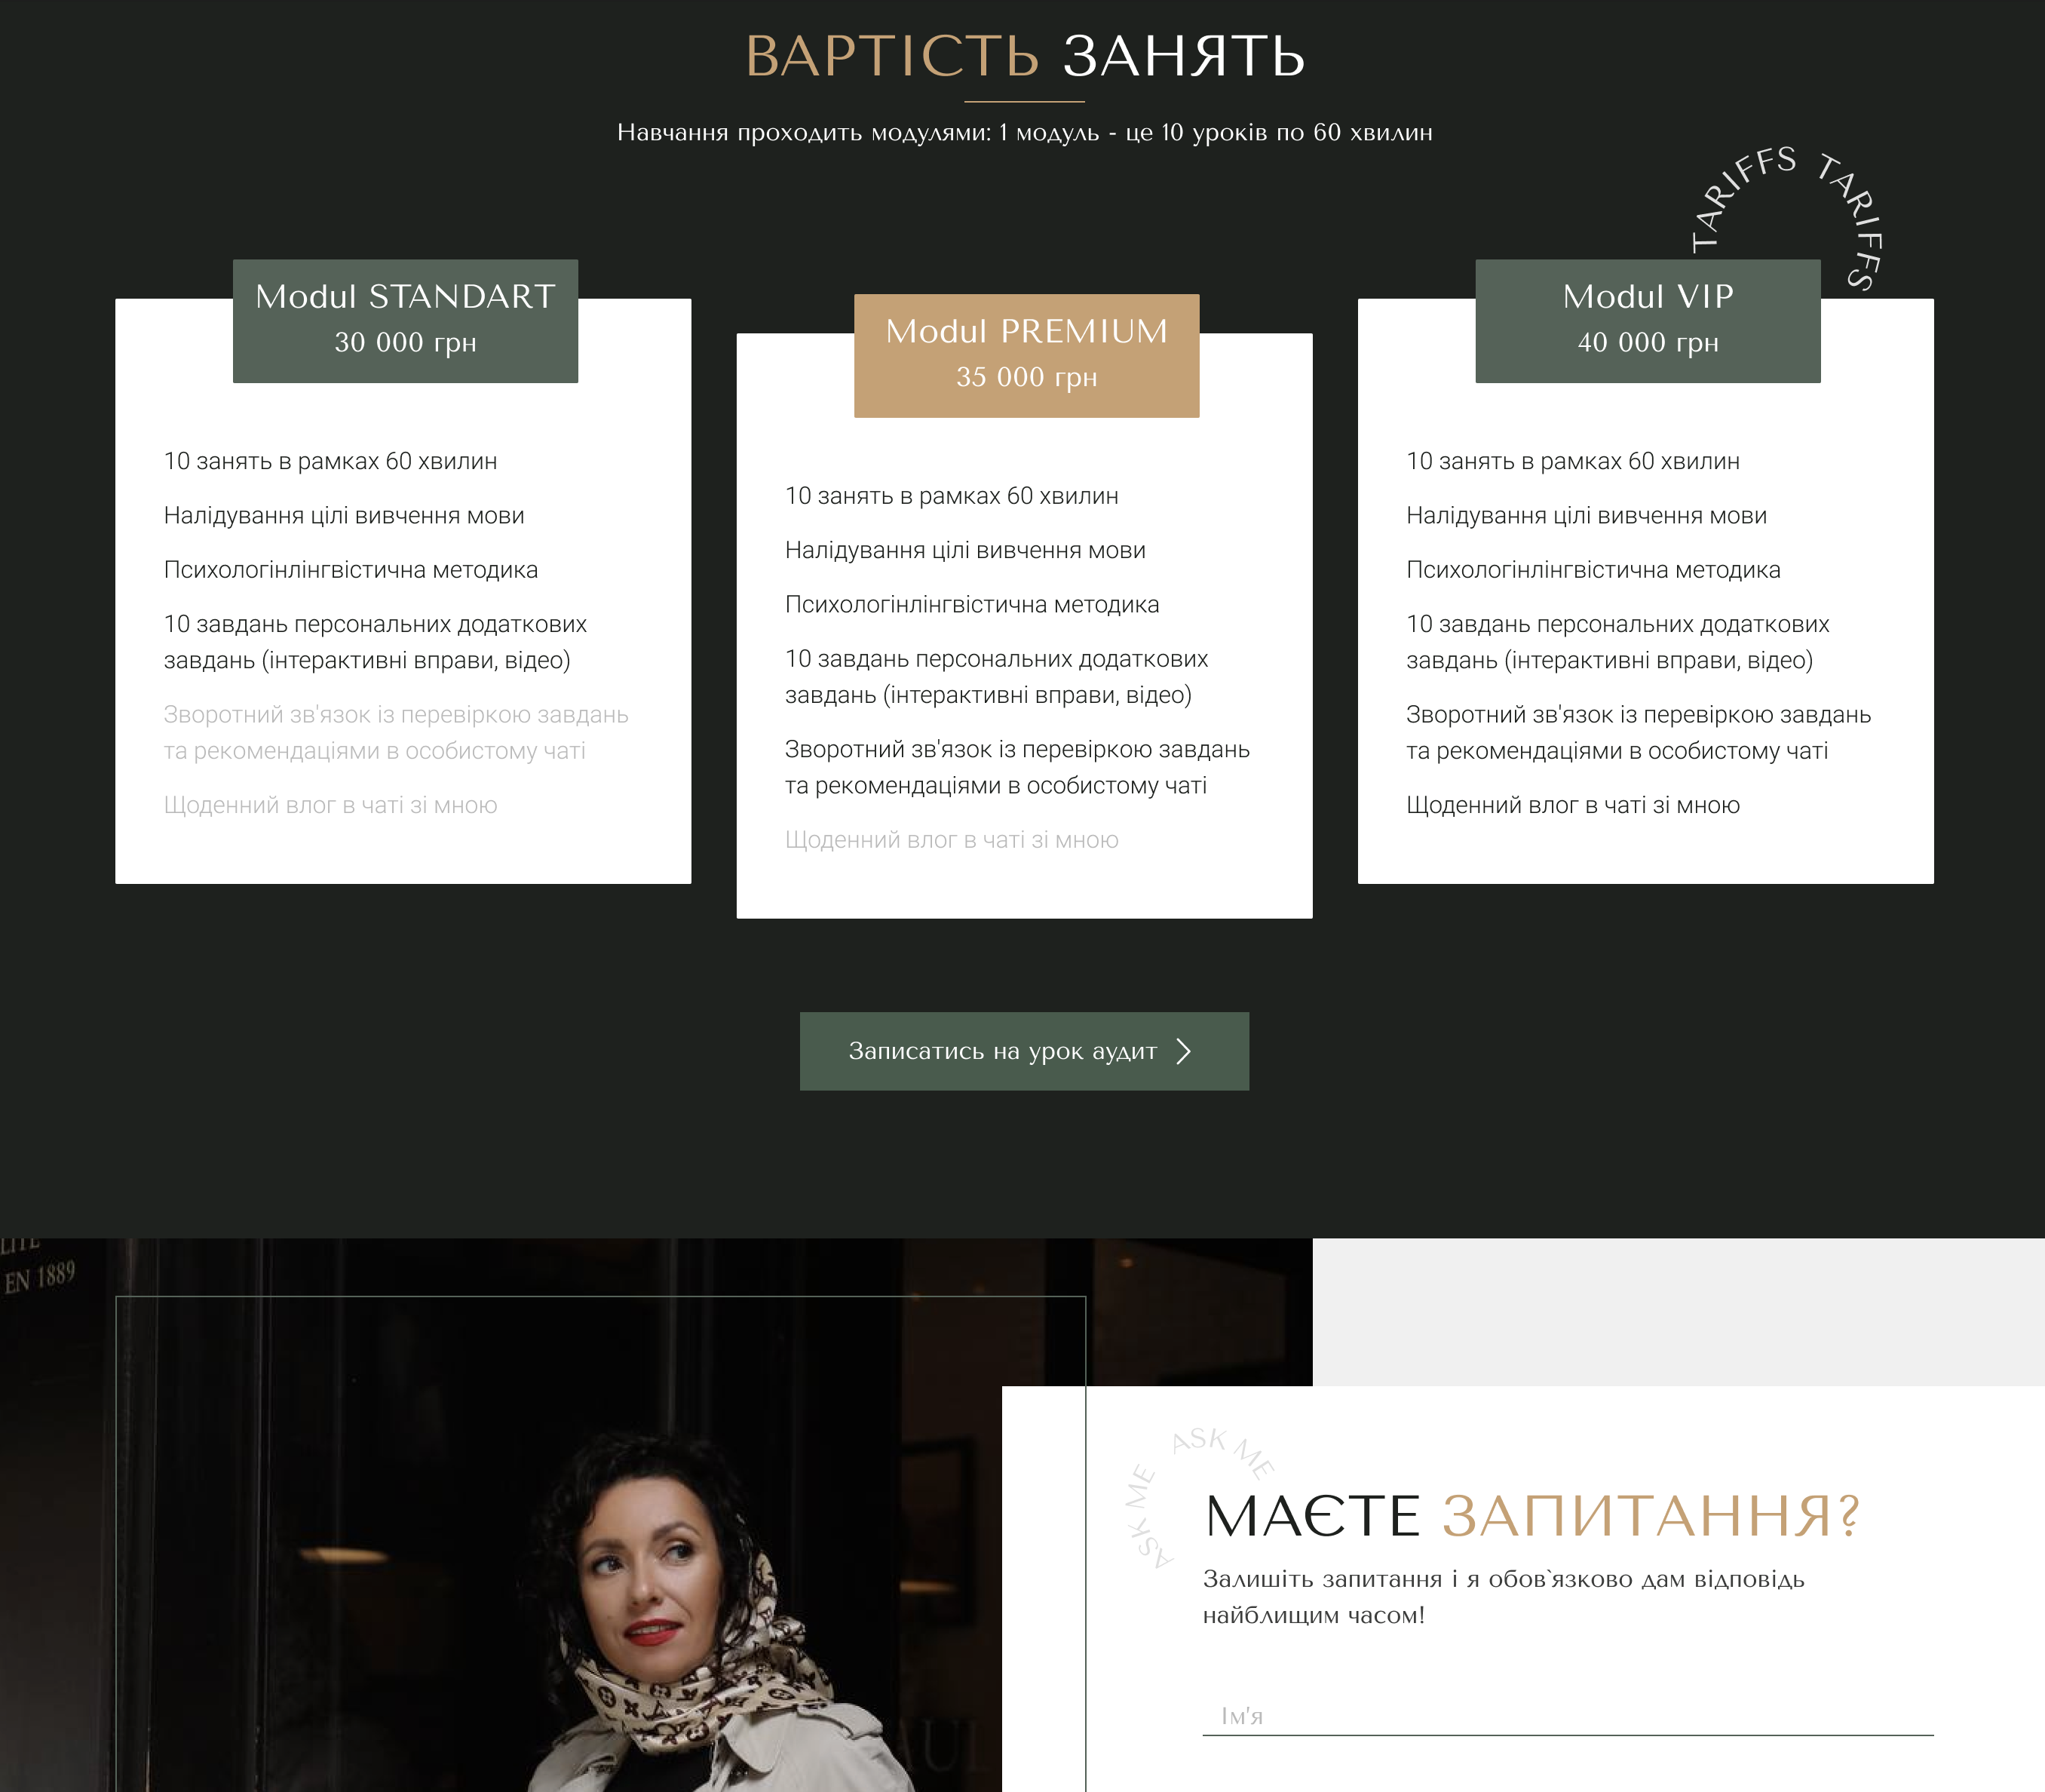 ВАРТІСТЬ ЗАНЯТЬ
Навчання проходить модулями: 1 модуль - це 10 уроків по 60 хвилин
TARIFFS TARIFFS
Modul STANDART
30 000 грн
10 занять в рамках 60 хвилин
Налідування цілі вивчення мови
Психологінлінгвістична методика
10 завдань персональних додаткових
завдань (інтерактивні вправи, відео)
Зворотний зв'язок із перевіркою завдань
та рекомендаціями в особистому чаті
Щоденний влог в чаті зі мною
Modul PREMIUM
35 000 грн
10 занять в рамках 60 хвилин
Налідування цілі вивчення мови
Психологінлінгвістична методика
10 завдань персональних додаткових
завдань (інтерактивні вправи, відео)
Зворотний зв'язок із перевіркою завдань
та рекомендаціями в особистому чаті
Щоденний влог в чаті зі мною
Modul VIP
40 000 грн
10 занять в рамках 60 хвилин
Налідування цілі вивчення мови
Психологінлінгвістична методика
10 завдань персональних додаткових
завдань (інтерактивні вправи, відео)
Зворотний зв'язок із перевіркою завдань
та рекомендаціями в особистому чаті
Щоденний влог в чаті зі мною
Записатись на урок аудит
EN 1889
ASK ME ASK ME
МАЄТЕ ЗАПИТАННЯ?
Залишіть запитання і я обов`язково дам відповідь
найблищим часом!
Ім'я